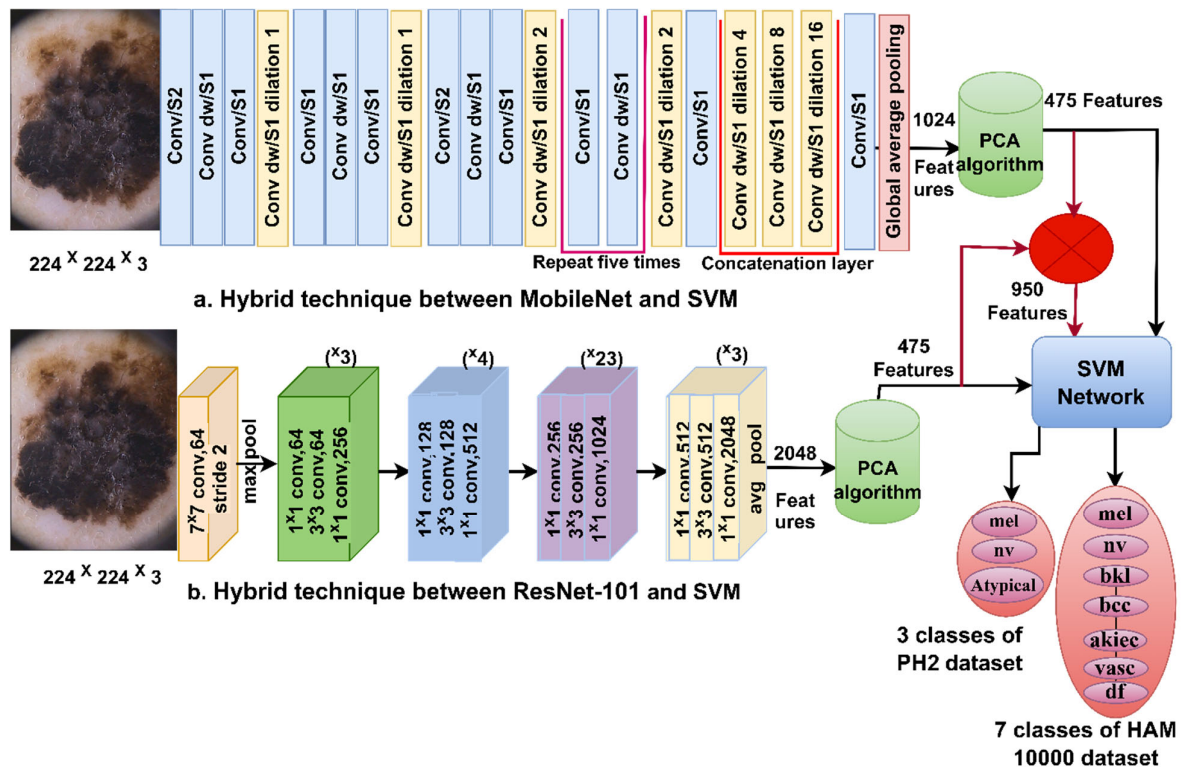 Conv/S2
Conv dw/S1
Conv/S1
Conv dw/S1 dilation 1
Conv/S1
Conv dw/S1
Conv/S1
Conv dw/S1 dilation 1
Conv/S2
Conv dw/S1
Conv/S1
Conv dw/S1 dilation 2
Conv/S1
Conv dw/S1
Conv dw/S1 dilation 2
Conv/S1
Conv dw/S1 dilation 4
Conv dw/S1 dilation 8
Conv dw/S1 dilation 16
Conv/S1
Global average pooling
1024
Feat
ures
PCA
algorithm
475 Features
224 x 224 x 3
Repeat five times
Concatenation layer
a. Hybrid technique between MobileNet and SVM
950
Features
475
Features
SVM
Network
7x7 conv,64
stride 2
max pool
(x3)
1x1 conv,64
3x3 conv,64
1x1 conv,256
(x4)
1x1 conv,128
3x3 conv,128
1x1 conv,512
(x23)
1x1 conv,256
3x3 conv,256
1x1 conv,1024
(x3)
1x1 conv,512
3x3 conv,512
1x1 conv,2048
avg pool
2048
Feat
ures
PCA
algorithm
224 x 224 x 3
b. Hybrid technique between ResNet-101 and SVM
mel
nv
Atypical
3 classes of
PH2 dataset
mel
nv
bkl
bcc
akiec
vasc
df
7 classes of HAM
10000 dataset